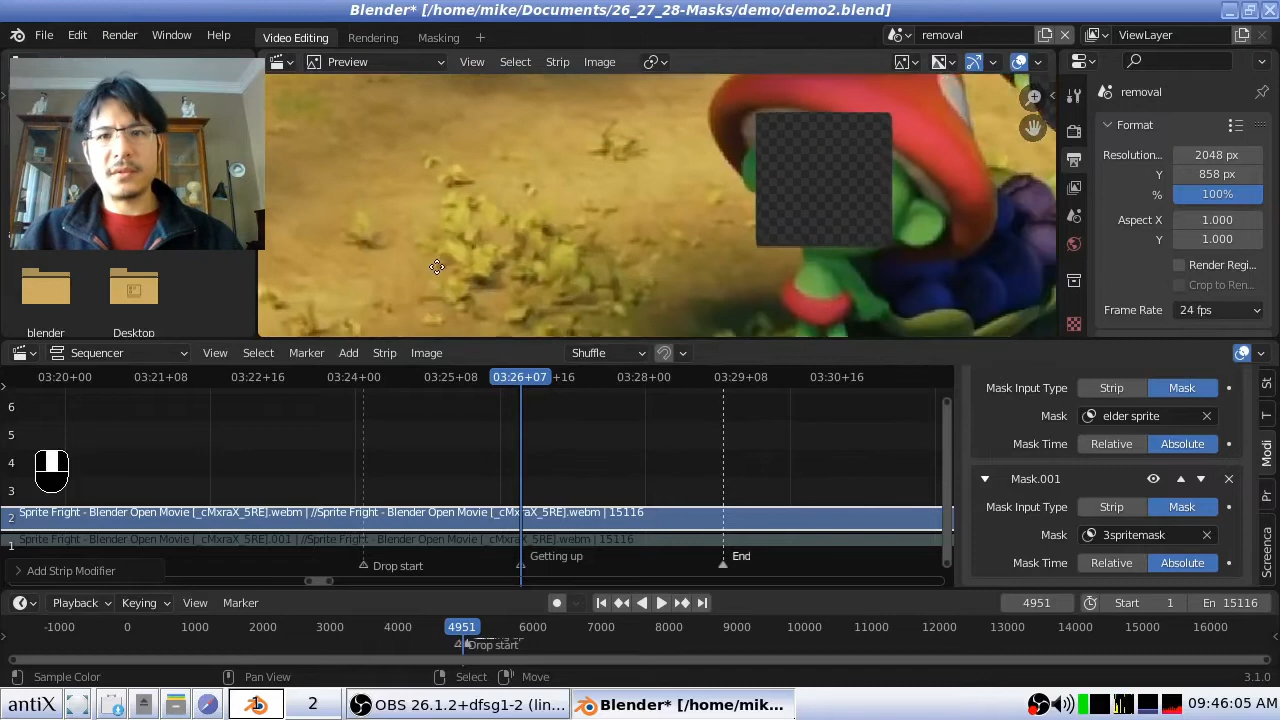 Blender* [/home/mike/Documents/26_27_28-Masks/demo/demo2.blend]
File Edit Render Window Help Video Editing Rendering Masking removal ViewLayer
Preview View Select Strip Image
removal
Format
Resolution... 2048 px
Y 858 px
% 100%
Aspect X 1.000
Y 1.000
Render Regi...
Crop to Ren...
Frame Rate 24 fps
blender Desktop
Sequencer View Select Marker Add Strip Image Shuffle
03:20+00 03:21+08 03:22+16 03:24+00 03:25+08 03:26+07 +16 03:28+00 03:29+08 03:30+16
6
5
4
3
2 Sprite Fright - Blender Open Movie [_cMxraX_5RE].webm | //Sprite Fright - Blender Open Movie [_cMxraX_5RE].webm | 15116
1 Sprite Fright - Blender Open Movie [_cMxraX_5RE].001 | //Sprite Fright - Blender Open Movie [_cMxraX_5RE].webm | 15116
Drop start Getting up End
Add Strip Modifier
Mask Input Type Strip Mask
Mask elder sprite
Mask Time Relative Absolute
Mask.001
Mask Input Type Strip Mask
Mask 3spritemask
Mask Time Relative Absolute
St
T
Modi
Pr
Screenca
Playback Keying View Marker 4951 Start 1 En 15116
-1000 0 1000 2000 3000 4000 4951 6000 7000 8000 9000 10000 11000 12000 13000 14000 15000 16000
Drop start
Sample Color Pan View Select Move 3.1.0
antiX 1 2 OBS 26.1.2+dfsg1-2 (lin... Blender* [/home/mik... 09:46:05 AM